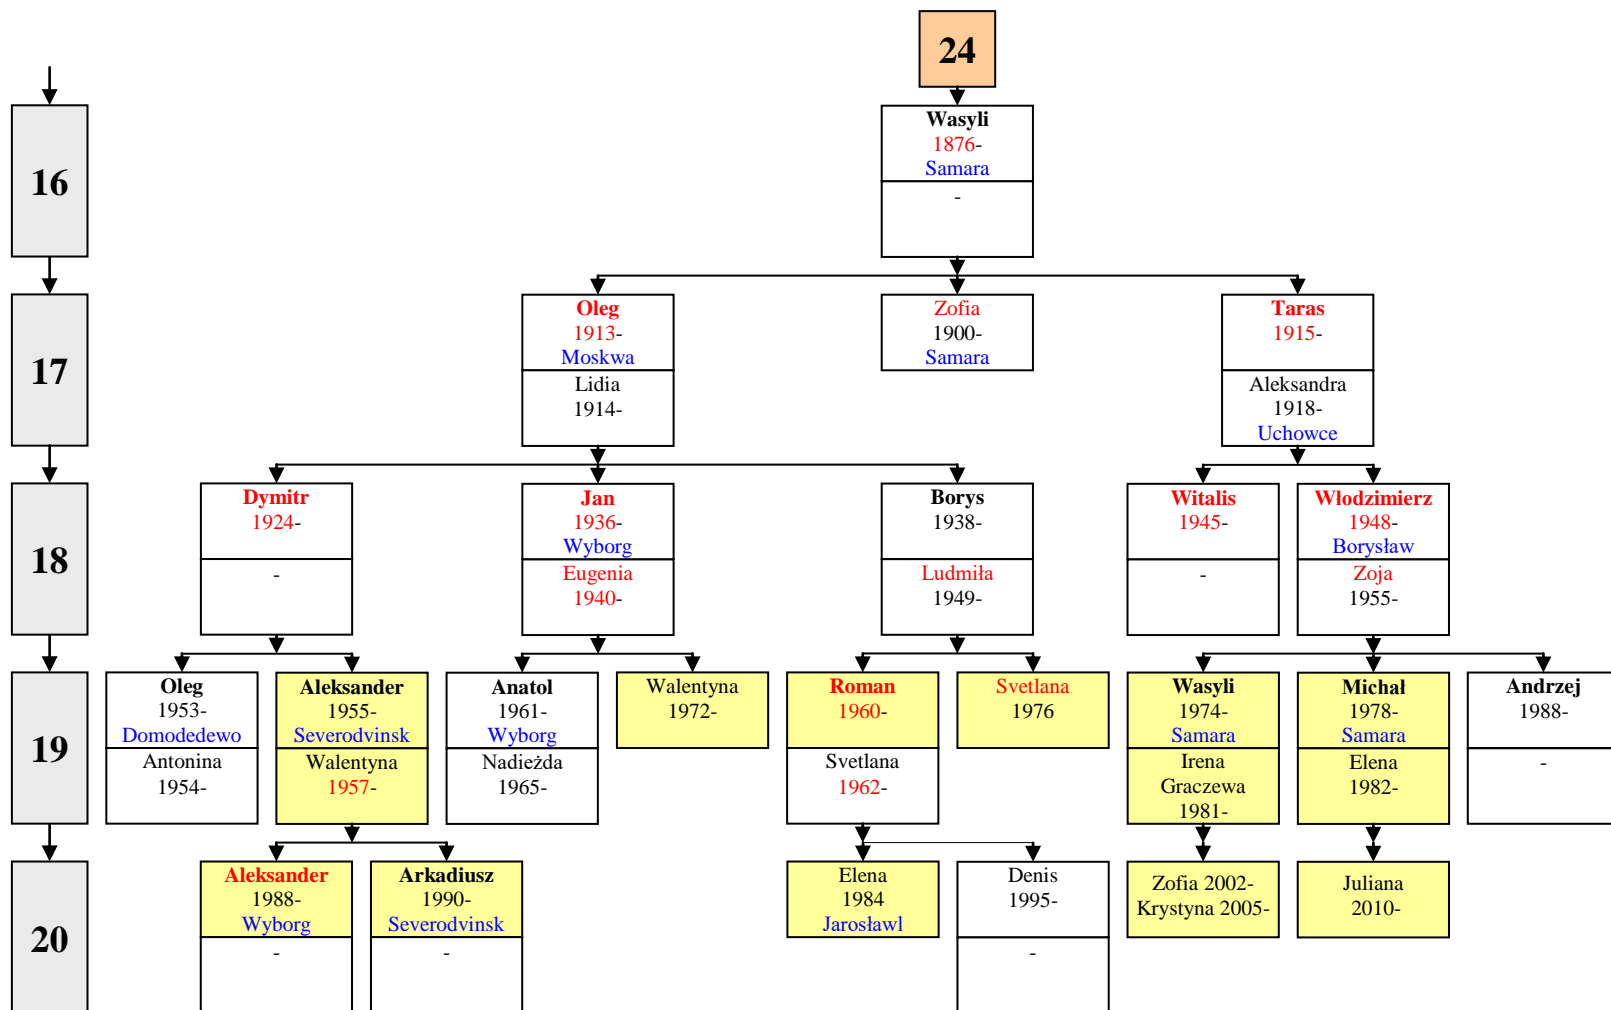 24
16
Wasyli
1876-
Samara
-
17
Oleg
1913-
Moskwa
Lidia
1914-
Zofia
1900-
Samara
Taras
1915-
Aleksandra
1918-
Uchowce
18
Dymitr
1924-
-
Jan
1936-
Wyborg
Eugenia
1940-
Borys
1938-
Ludmiła
1949-
Witalis
1945-
-
Włodzimierz
1948-
Borysław
Zoja
1955-
19
Oleg
1953-
Domodedewo
Antonina
1954-
Aleksander
1955-
Severodvinsk
Walentyna
1957-
Anatol
1961-
Wyborg
Nadieżda
1965-
Walentyna
1972-
Roman
1960-
Svetlana
1962-
Svetlana
1976
Wasyli
1974-
Samara
Irena
Graczewa
1981-
Michał
1978-
Samara
Elena
1982-
Andrzej
1988-
-
20
Aleksander
1988-
Wyborg
-
Arkadiusz
1990-
Severodvinsk
-
Elena
1984
Jarosławl
Denis
1995-
-
Zofia 2002-
Krystyna 2005-
Juliana
2010-